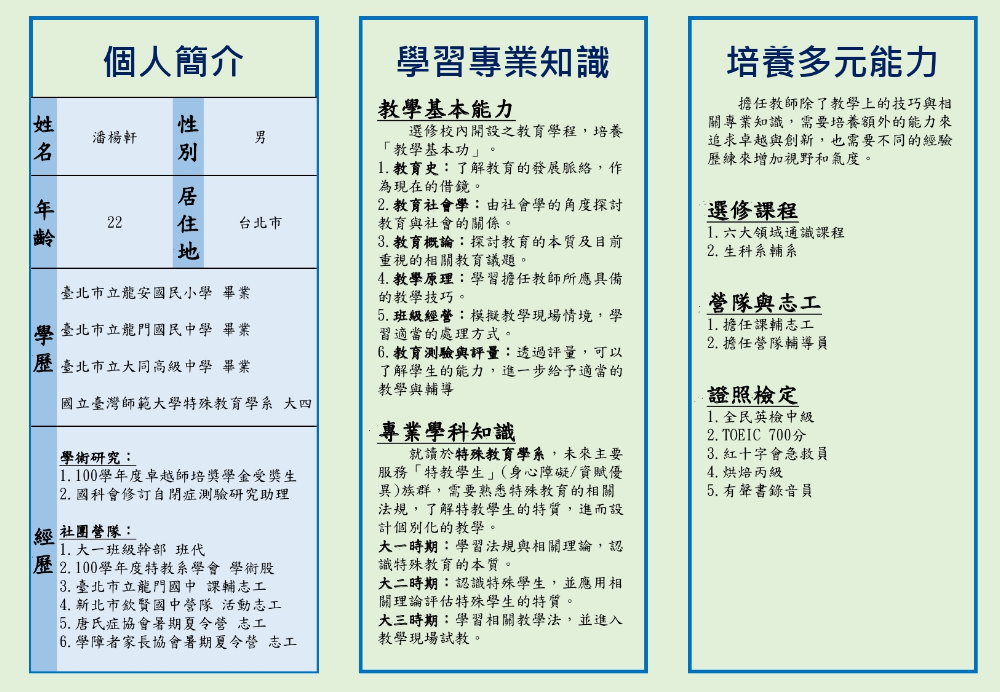 個人簡介
姓名
潘楊軒
性別
男
年齡
22
居住地
台北市
學歷
臺北市立龍安國民小學 畢業
臺北市立龍門國民中學 畢業
臺北市立大同高級中學 畢業
國立臺灣師範大學特殊教育學系 大四
經歷
學術研究：
1.100學年度卓越師培獎學金受獎生
2.國科會修訂自閉症測驗研究助理
社團營隊：
1.大一班級幹部 班代
2.100學年度特教系學會 學術股
3.臺北市立龍門國中 課輔志工
4.新北市欽賢國中營隊 活動志工
5.唐氏症協會暑期夏令營 志工
6.學障者家長協會暑期夏令營 志工
學習專業知識
教學基本能力
選修校內開設之教育學程，培養
「教學基本功」。
1.教育史：了解教育的發展脈絡，作
為現在的借鏡。
2.教育社會學：由社會學的角度探討
教育與社會的關係。
3.教育概論：探討教育的本質及目前
重視的相關教育議題。
4.教學原理：學習擔任教師所應具備
的教學技巧。
5.班級經營：模擬教學現場情境，學
習適當的處理方式。
6.教育測驗與評量：透過評量，可以
了解學生的能力，進一步給予適當的
教學與輔導
專業學科知識
就讀於特殊教育學系，未來主要
服務「特教學生」(身心障礙/資賦優
異)族群，需要熟悉特殊教育的相關
法規，了解特教學生的特質，進而設
計個別化的教學。
大一時期：學習法規與相關理論，認
識特殊教育的本質。
大二時期：認識特殊學生，並應用相
關理論評估特殊學生的特質。
大三時期：學習相關教學法，並進入
教學現場試教。
培養多元能力
擔任教師除了教學上的技巧與相
關專業知識，需要培養額外的能力來
追求卓越與創新，也需要不同的經驗
歷練來增加視野和氣度。
選修課程
1.六大領域通識課程
2.生科系輔系
營隊與志工
1.擔任課輔志工
2.擔任營隊輔導員
證照檢定
1.全民英檢中級
2.TOEIC 700分
3.紅十字會急救員
4.烘焙丙級
5.有聲書錄音員